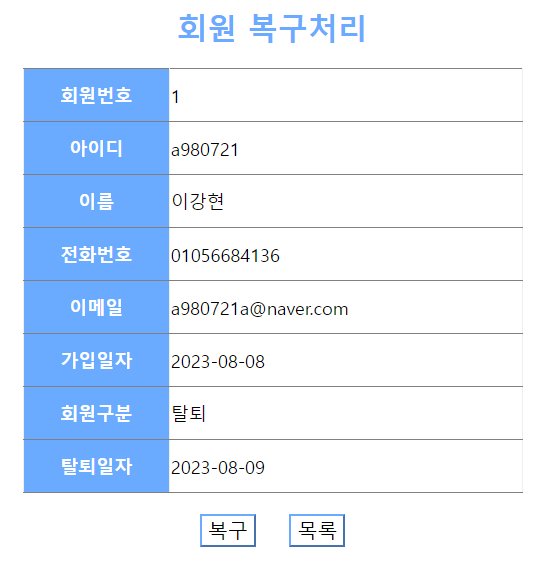 회원 복구처리
회원번호 1
아이디 a980721
이름 이강현
전화번호 01056684136
이메일 a980721a@naver.com
가입일자 2023-08-08
회원구분 탈퇴
탈퇴일자 2023-08-09
복구 목록